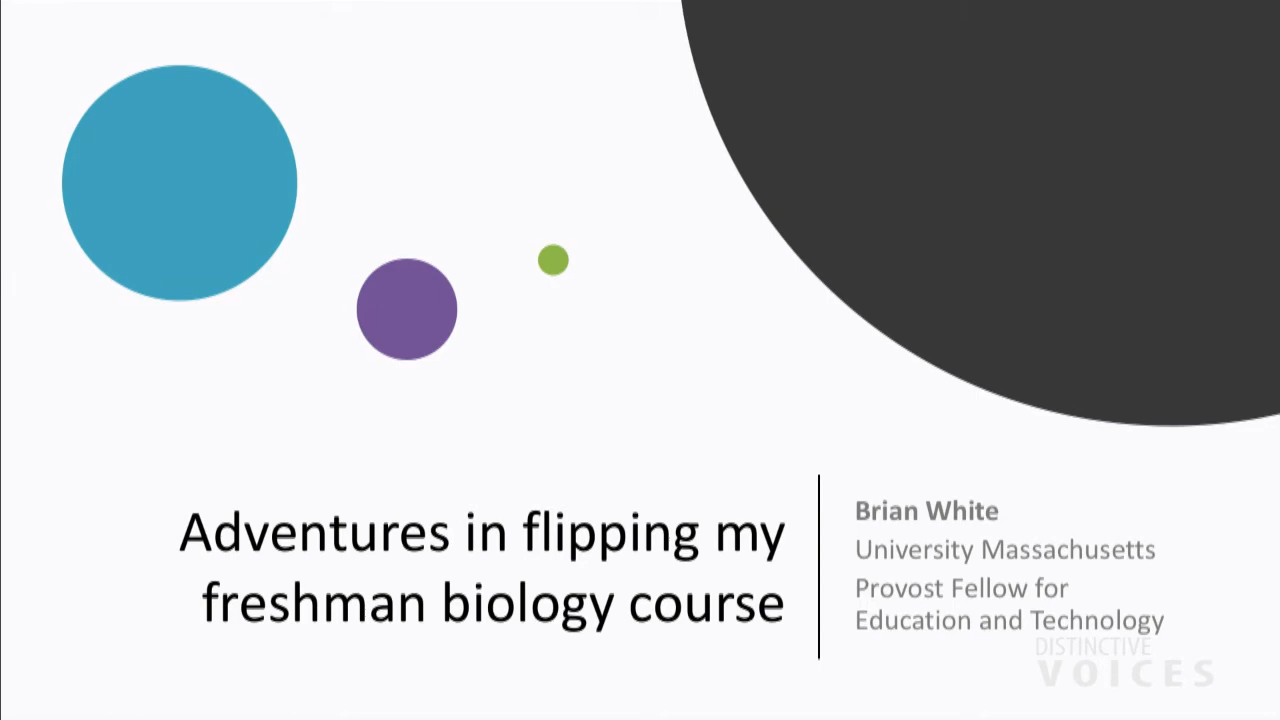 Adventures in flipping my
freshman biology course
Brian White
University Massachusetts
Provost Fellow for
Education and Technology
DISTINCTIVE
VOICES